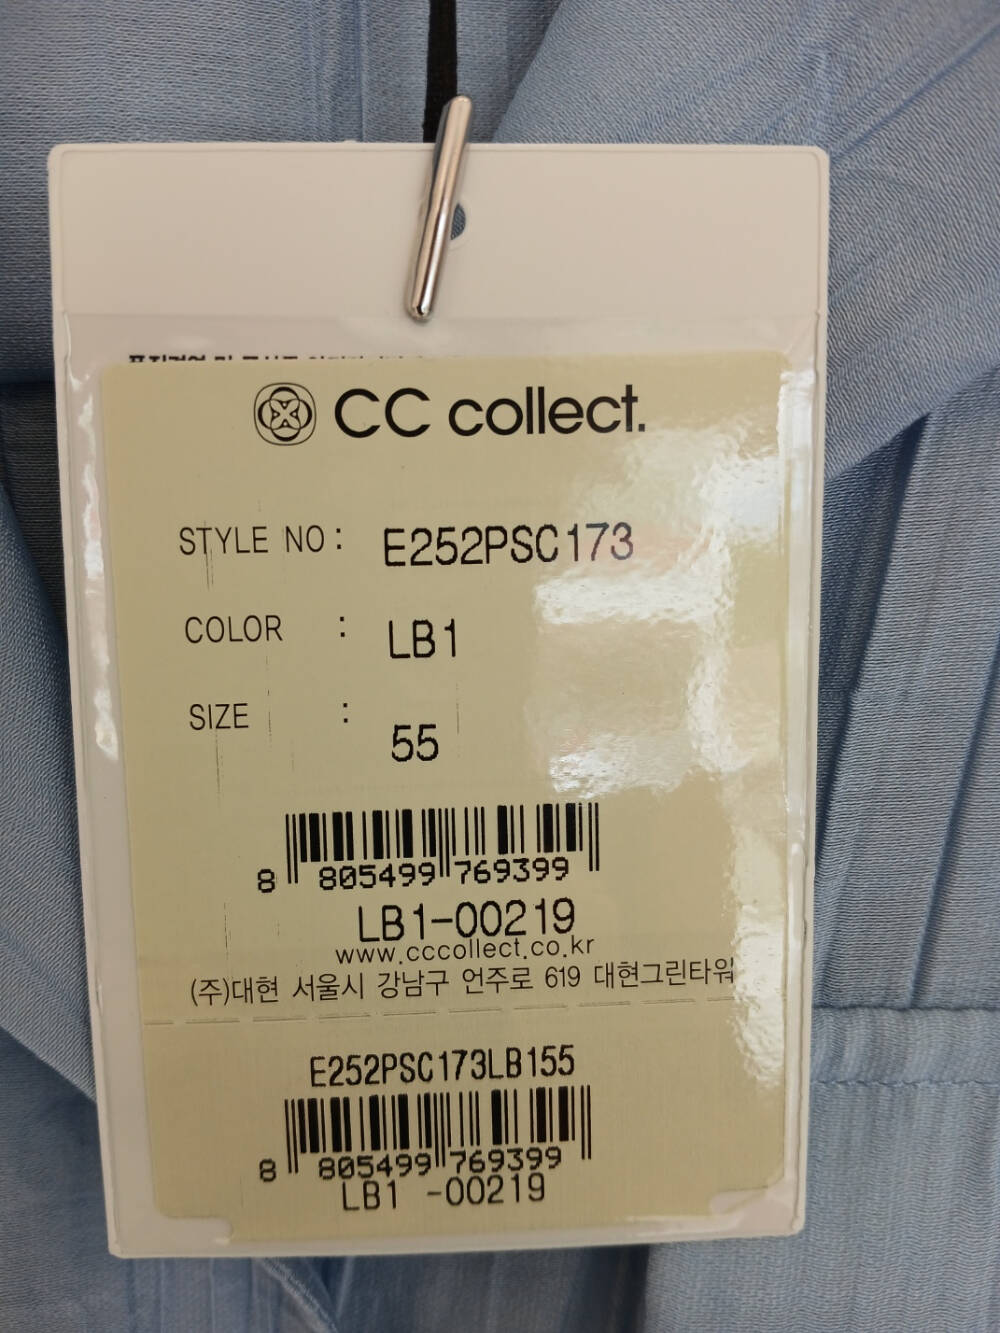 CC collect.
STYLE NO : E252PSC173
COLOR : LB1
SIZE : 55
8 805499 769399
LB1-00219
www.cccollect.co.kr
(주)대현 서울시 강남구 언주로 619 대현그린타워
E252PSC173LB155
8 805499 769399
LB1 -00219